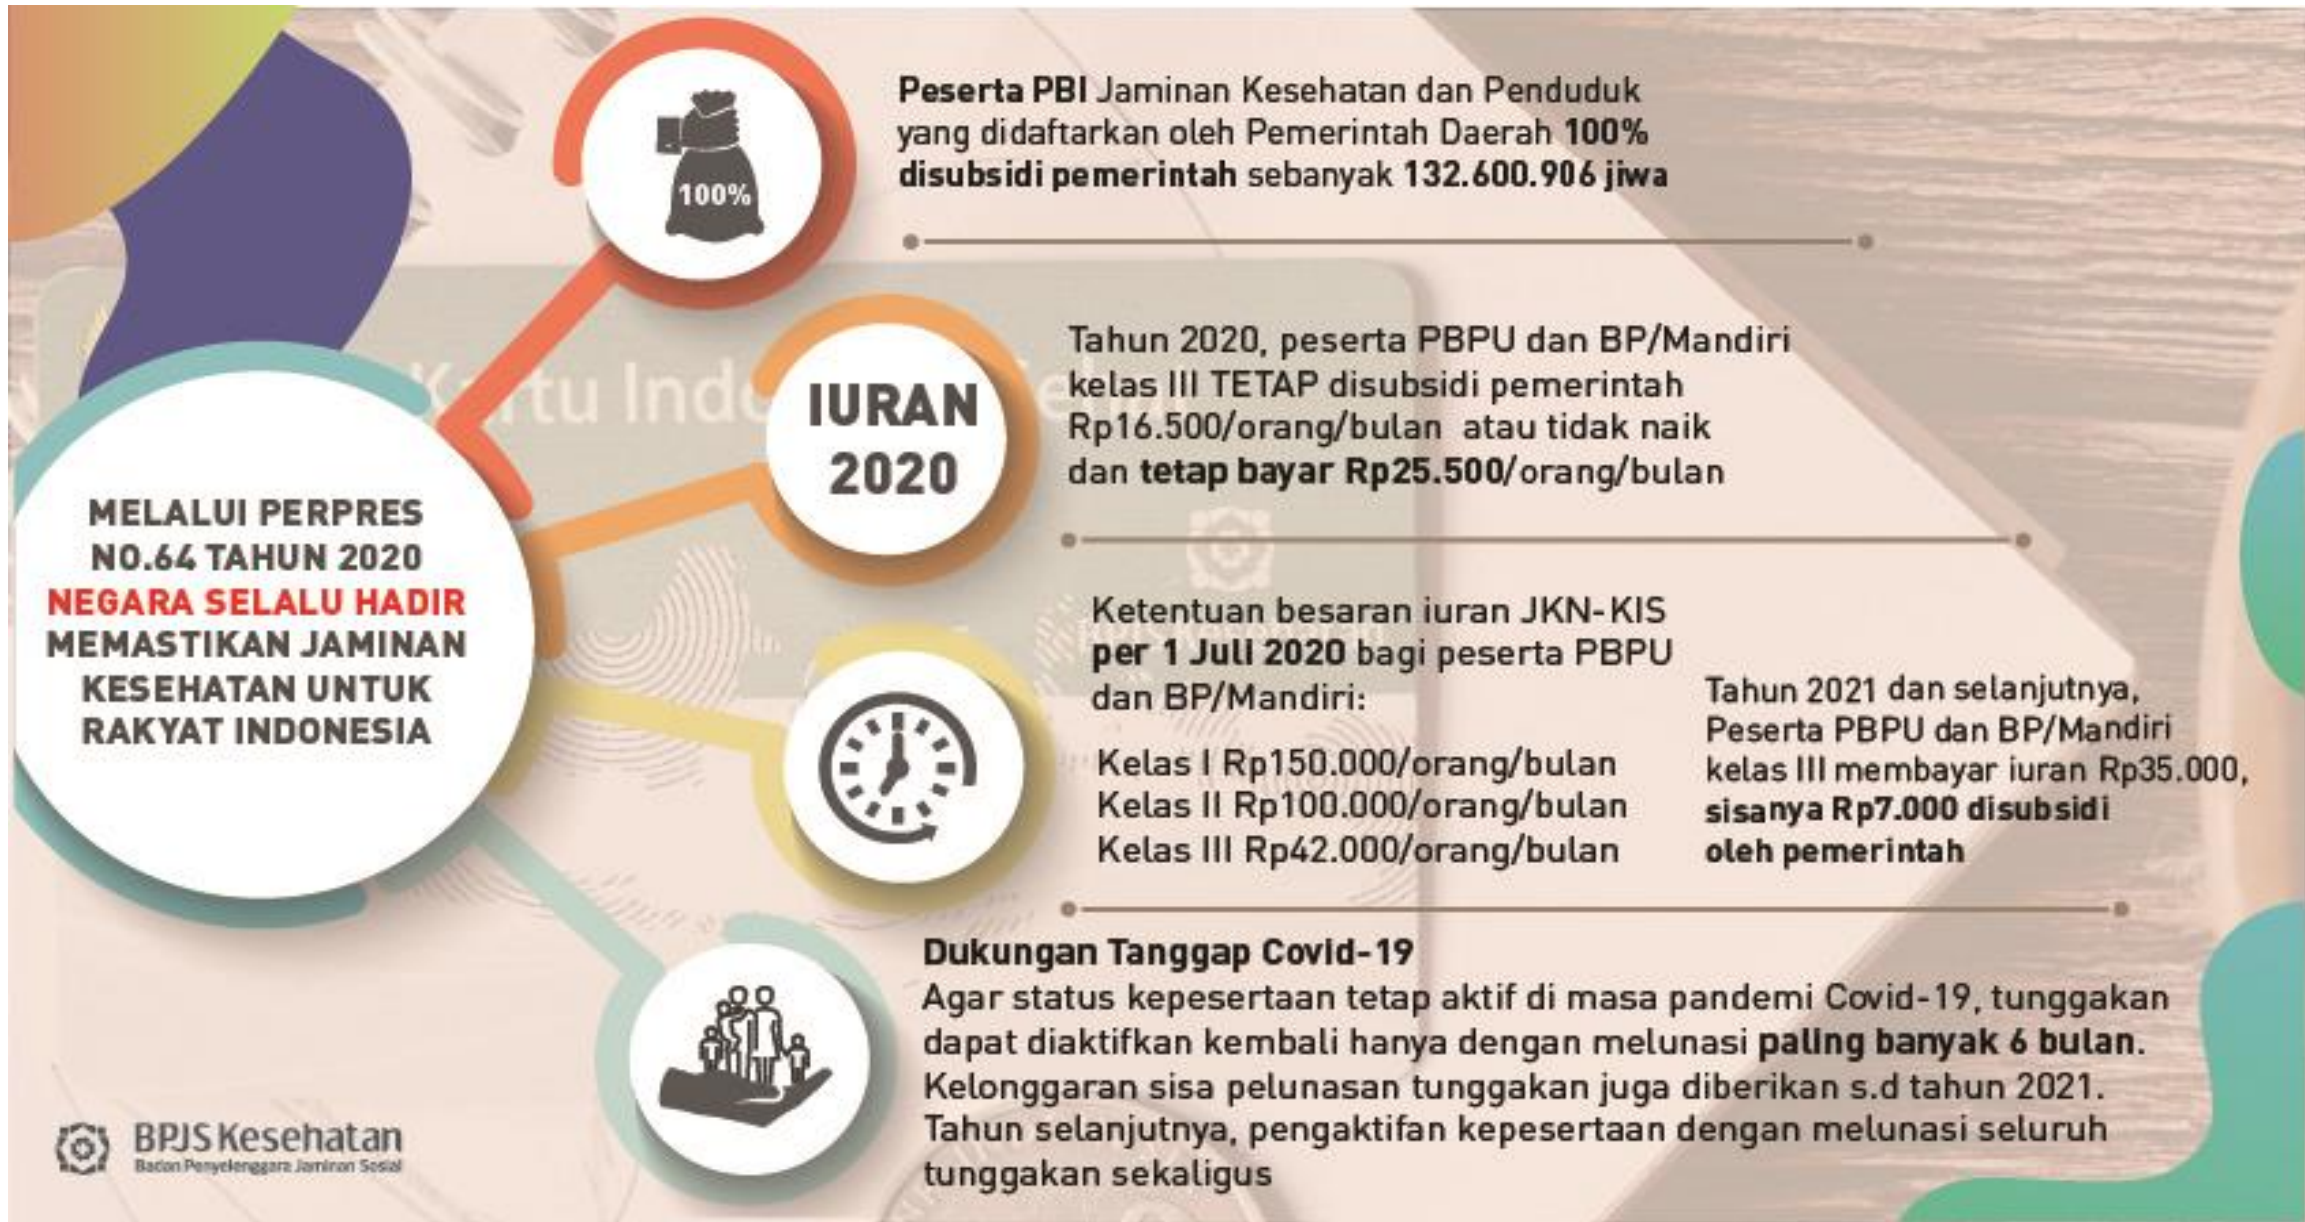 100%
Peserta PBI Jaminan Kesehatan dan Penduduk
yang didaftarkan oleh Pemerintah Daerah 100%
disubsidi pemerintah sebanyak 132.600.906 jiwa
IURAN
2020
Tahun 2020, peserta PBPU dan BP/Mandiri
kelas III TETAP disubsidi pemerintah
Rp16.500/orang/bulan atau tidak naik
dan tetap bayar Rp25.500/orang/bulan
MELALUI PERPRES
NO.64 TAHUN 2020
NEGARA SELALU HADIR
MEMASTIKAN JAMINAN
KESEHATAN UNTUK
RAKYAT INDONESIA
Ketentuan besaran iuran JKN-KIS
per 1 Juli 2020 bagi peserta PBPU
dan BP/Mandiri:
Kelas I Rp150.000/orang/bulan
Kelas II Rp100.000/orang/bulan
Kelas III Rp42.000/orang/bulan
Tahun 2021 dan selanjutnya,
Peserta PBPU dan BP/Mandiri
kelas III membayar iuran Rp35.000,
sisanya Rp7.000 disubsidi
oleh pemerintah
Dukungan Tanggap Covid-19
Agar status kepesertaan tetap aktif di masa pandemi Covid-19, tunggakan
dapat diaktifkan kembali hanya dengan melunasi paling banyak 6 bulan.
Kelonggaran sisa pelunasan tunggakan juga diberikan s.d tahun 2021.
Tahun selanjutnya, pengaktifan kepesertaan dengan melunasi seluruh
tunggakan sekaligus
BPJS Kesehatan
Badan Penyelenggara Jaminan Sosial